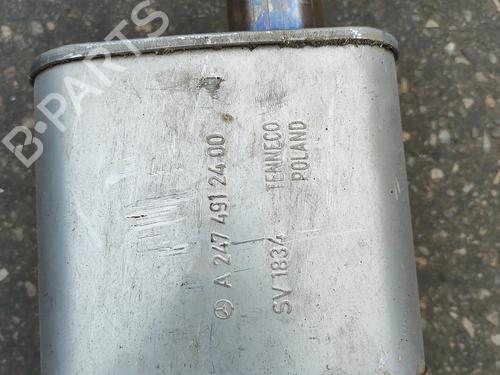 A 247 491 24 00
SV 1834 TENNECO
POLAND
B-PARTS